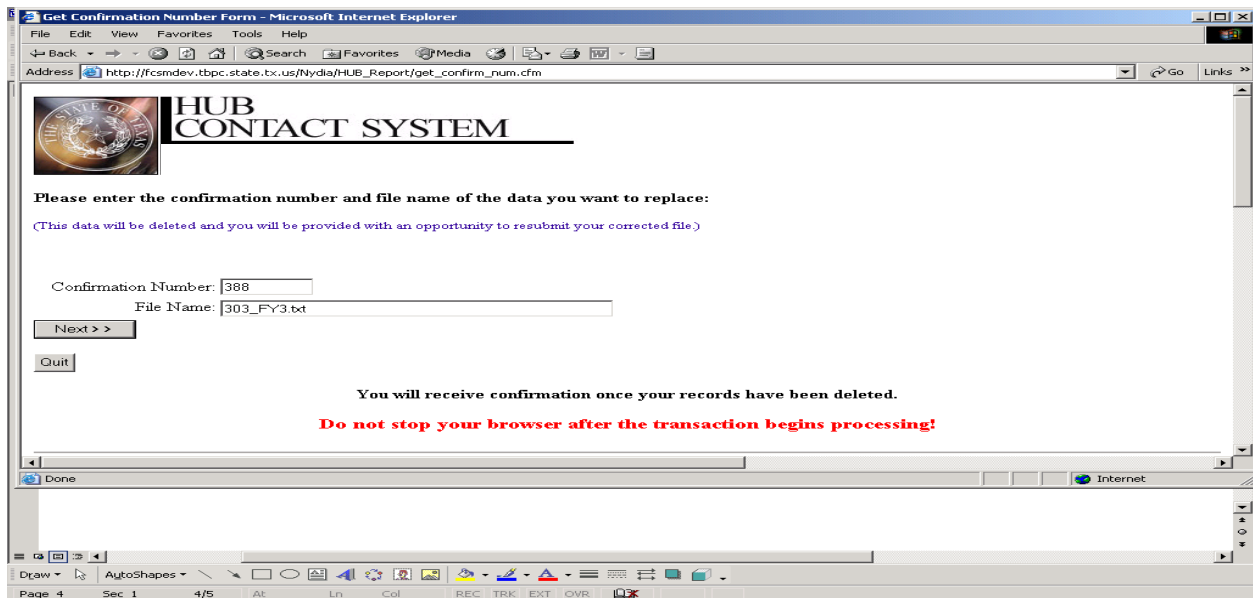 Get Confirmation Number Form - Microsoft Internet Explorer
File Edit View Favorites Tools Help
Back Search Favorites Media
Address http://fcsmdev.tbpc.state.tx.us/Nydia/HUB_Report/get_confirm_num.cfm Go Links »
THE STATE OF TEXAS
HUB
CONTACT SYSTEM
Please enter the confirmation number and file name of the data you want to replace:
(This data will be deleted and you will be provided with an opportunity to resubmit your corrected file.)
Confirmation Number: 388
File Name: 303_FY3.txt
Next > >
Quit
You will receive confirmation once your records have been deleted.
Do not stop your browser after the transaction begins processing!
Done Internet
Draw AutoShapes
Page 4 Sec 1 4/5 At Ln Col REC TRK EXT OVR